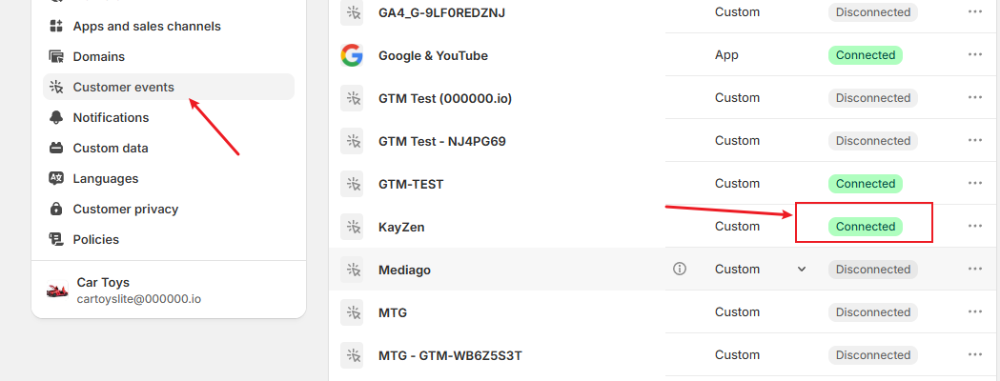 Apps and sales channels
Domains
Customer events
Notifications
Custom data
Languages
Customer privacy
Policies
Car Toys
cartoyslite@000000.io
GA4_G-9LF0REDZNJ Custom Disconnected
Google & YouTube App Connected
GTM Test (000000.io) Custom Disconnected
GTM Test - NJ4PG69 Custom Disconnected
GTM-TEST Custom Connected
KayZen Custom Connected
Mediago Custom Disconnected
MTG Custom Disconnected
MTG - GTM-WB6Z5S3T Custom Disconnected